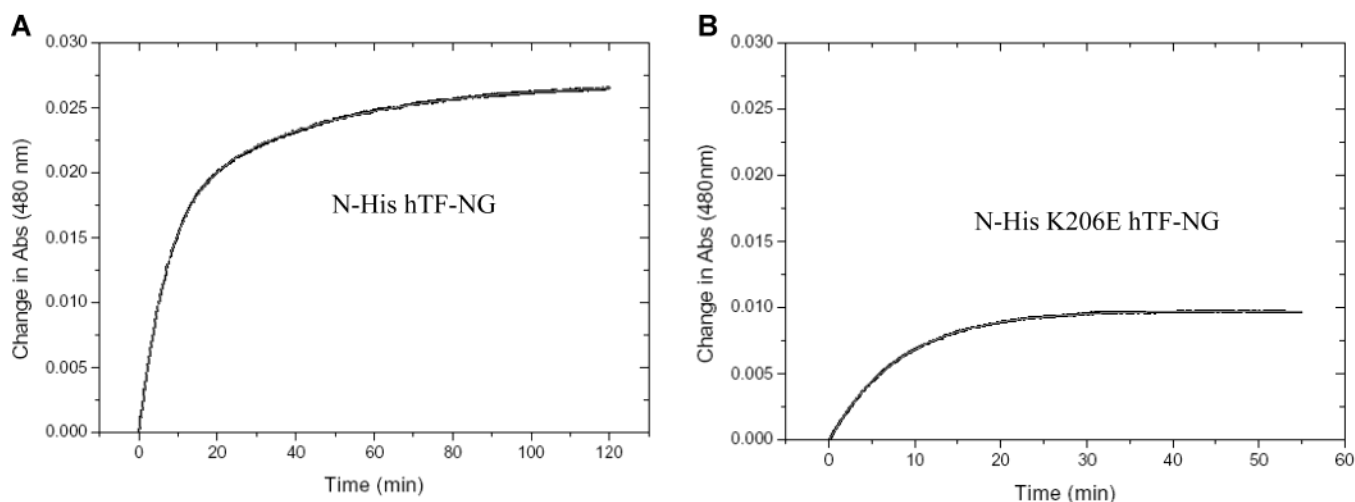 A
0.030
0.025
0.020
0.015
0.010
0.005
0.000
Change in Abs (480 nm)
N-His hTF-NG
0 20 40 60 80 100 120
Time (min)
B
0.030
0.025
0.020
0.015
0.010
0.005
0.000
Change in Abs (480nm)
N-His K206E hTF-NG
0 10 20 30 40 50 60
Time (min)